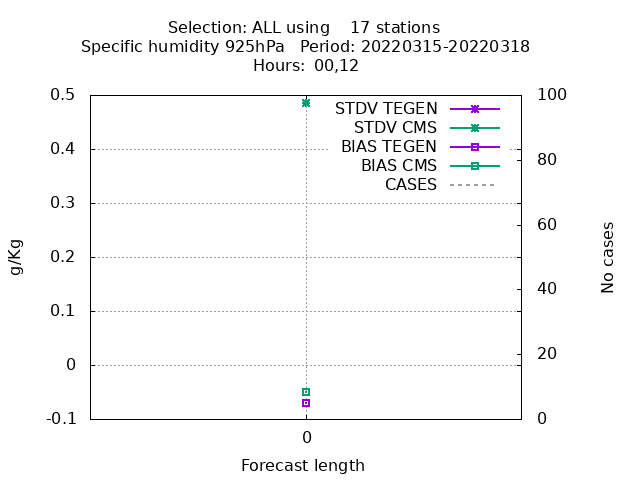 Selection: ALL using    17 stations
Specific humidity 925hPa   Period: 20220315-20220318
Hours:  00,12
0.5
0.4
0.3
0.2
0.1
0
-0.1
g/Kg
STDV TEGEN
STDV CMS
BIAS TEGEN
BIAS CMS
CASES
100
80
60
40
20
0
No cases
0
Forecast length